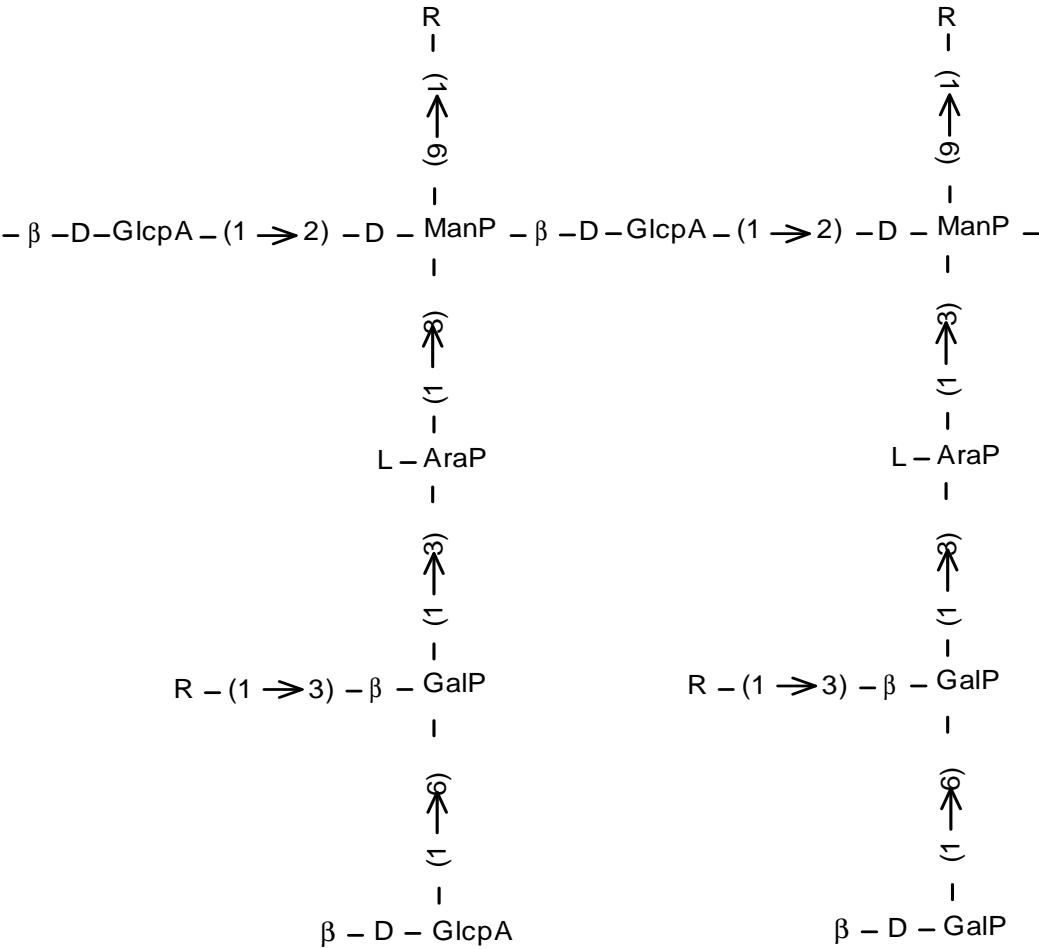 R R
(1 (1
6) 6)
– β – D – GlcpA – (1 → 2) – D – ManP – β – D – GlcpA – (1 → 2) – D – ManP –
3) 3)
(1 (1
L – AraP L – AraP
3) 3)
(1 (1
R – (1 → 3) – β – GalP R – (1 → 3) – β – GalP
6) 6)
(1 (1
β – D – GlcpA β – D – GalP